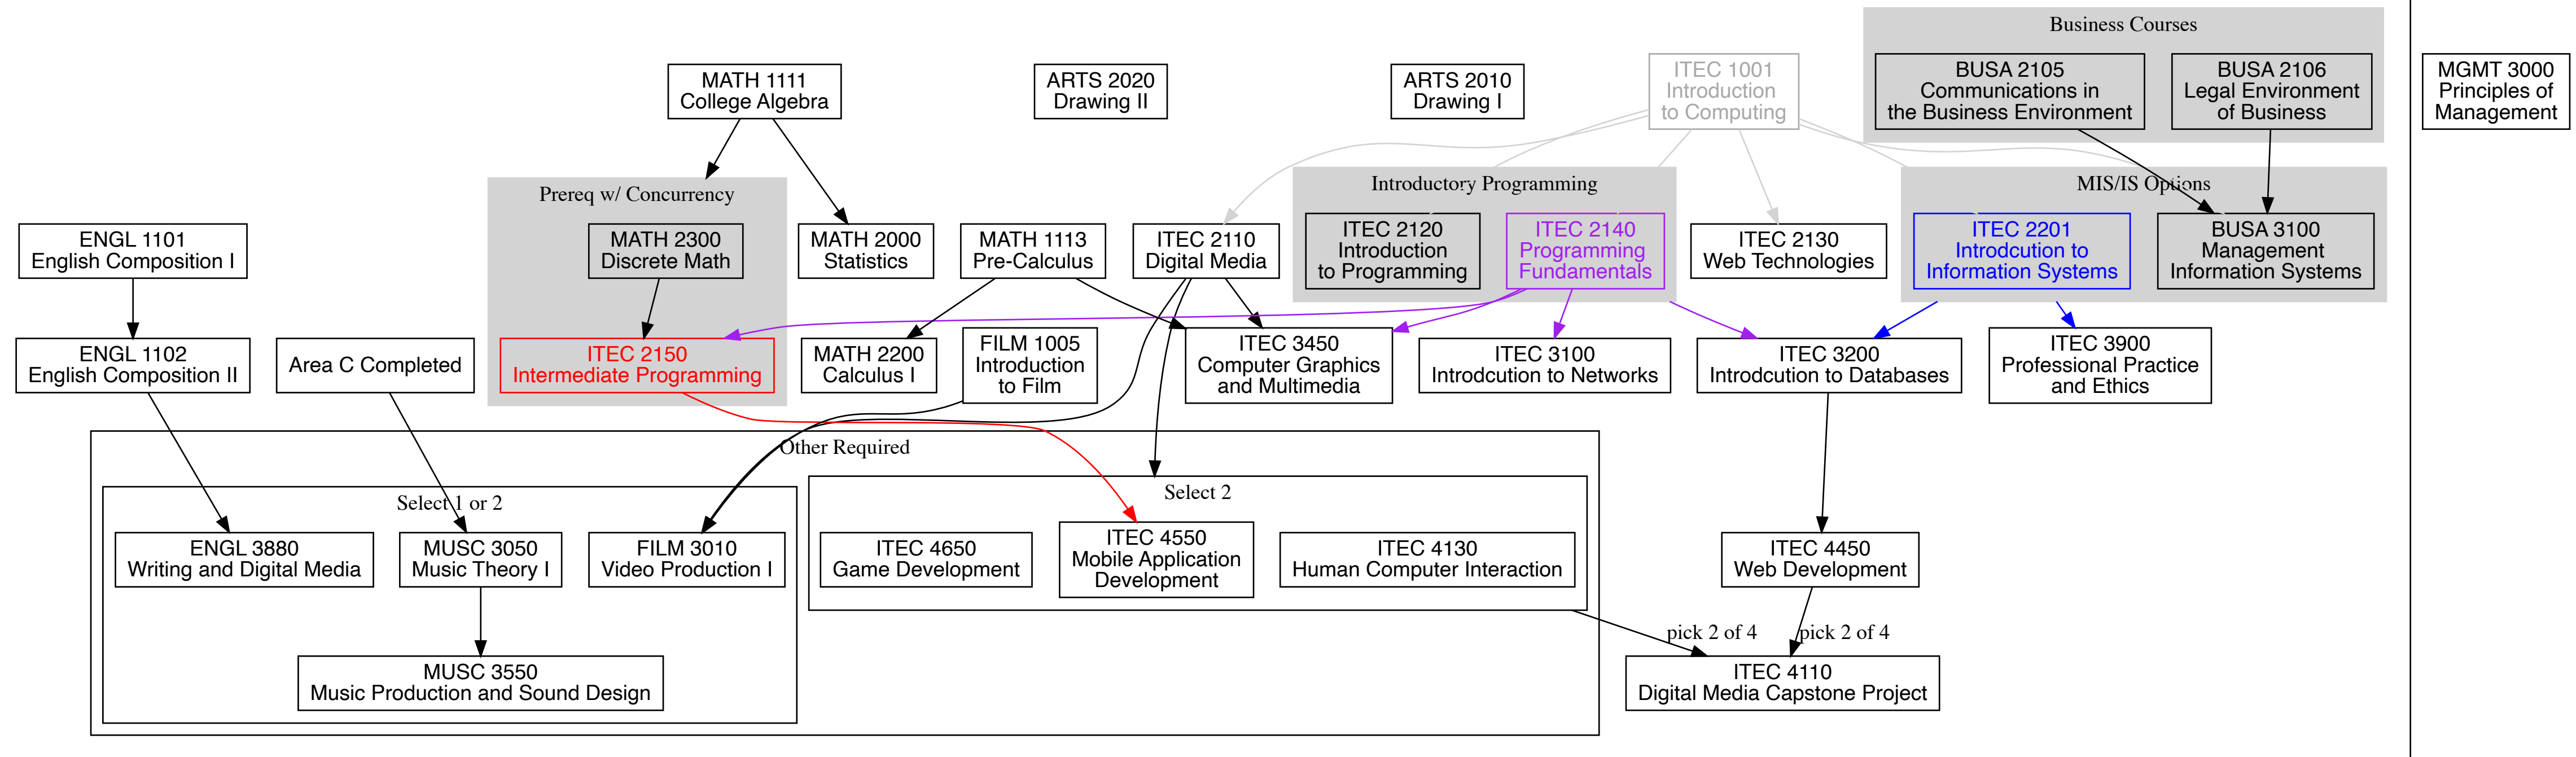 Business Courses
MATH 1111
College Algebra
ARTS 2020
Drawing II
ARTS 2010
Drawing I
ITEC 1001
Introduction
to Computing
BUSA 2105
Communications in
the Business Environment
BUSA 2106
Legal Environment
of Business
MGMT 3000
Principles of
Management
Prereq w/ Concurrency
Introductory Programming
MIS/IS Options
ENGL 1101
English Composition I
MATH 2300
Discrete Math
MATH 2000
Statistics
MATH 1113
Pre-Calculus
ITEC 2110
Digital Media
ITEC 2120
Introduction
to Programming
ITEC 2140
Programming
Fundamentals
ITEC 2130
Web Technologies
ITEC 2201
Introdcution to
Information Systems
BUSA 3100
Management
Information Systems
ENGL 1102
English Composition II
Area C Completed
ITEC 2150
Intermediate Programming
MATH 2200
Calculus I
FILM 1005
Introduction
to Film
ITEC 3450
Computer Graphics
and Multimedia
ITEC 3100
Introdcution to Networks
ITEC 3200
Introdcution to Databases
ITEC 3900
Professional Practice
and Ethics
Other Required
Select 1 or 2
Select 2
ENGL 3880
Writing and Digital Media
MUSC 3050
Music Theory I
FILM 3010
Video Production I
ITEC 4650
Game Development
ITEC 4550
Mobile Application
Development
ITEC 4130
Human Computer Interaction
ITEC 4450
Web Development
pick 2 of 4
pick 2 of 4
MUSC 3550
Music Production and Sound Design
ITEC 4110
Digital Media Capstone Project